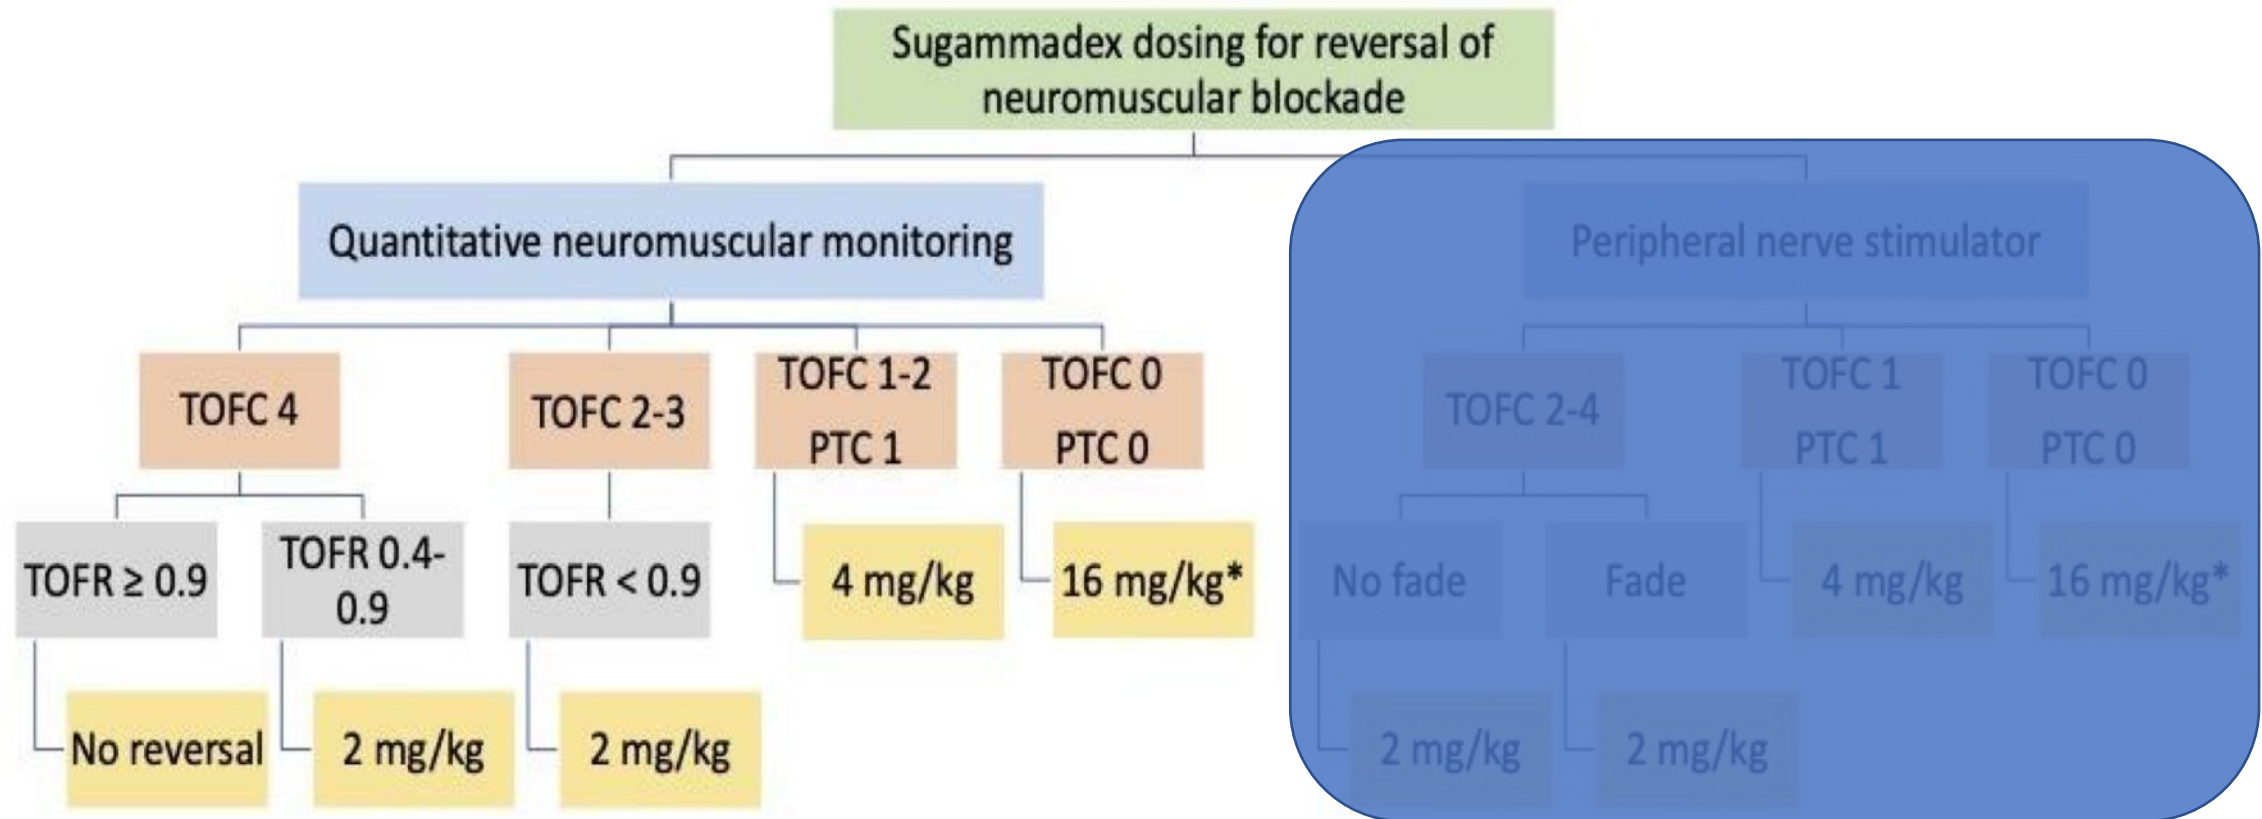 Sugammadex dosing for reversal of
neuromuscular blockade
Quantitative neuromuscular monitoring
Peripheral nerve stimulator
TOFC 4
TOFC 2-3
TOFC 1-2
PTC 1
TOFC 0
PTC 0
TOFC 2-4
TOFC 1
PTC 1
TOFC 0
PTC 0
TOFR ≥ 0.9
TOFR 0.4-
0.9
TOFR < 0.9
4 mg/kg
16 mg/kg*
No fade
Fade
4 mg/kg
16 mg/kg*
No reversal
2 mg/kg
2 mg/kg
2 mg/kg
2 mg/kg